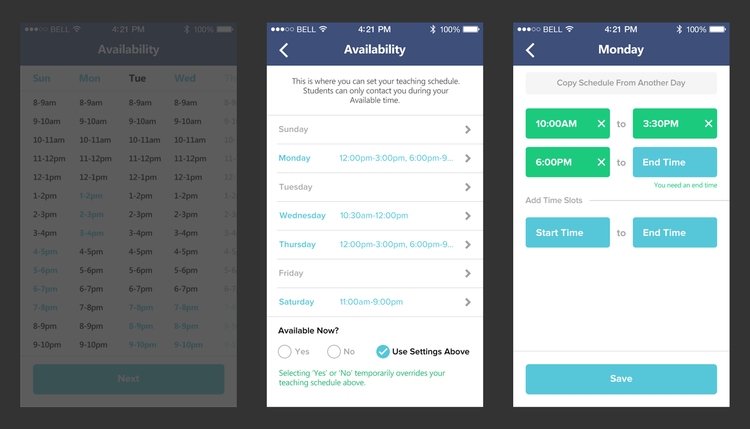 ●●●○○ BELL 4:21 PM 100%
Availability
Sun Mon Tue Wed
8-9am 8-9am 8-9am 8-9am
9-10am 9-10am 9-10am 9-10am
10-11am 10-11am 10-11am 10-11am
11-12pm 11-12pm 11-12pm 11-12pm
12-1pm 12-1pm 12-1pm 12-1pm
1-2pm 1-2pm 1-2pm 1-2pm
2-3pm 2-3pm 2-3pm 2-3pm
3-4pm 3-4pm 3-4pm 3-4pm
4-5pm 4-5pm 4-5pm 4-5pm
5-6pm 5-6pm 5-6pm 5-6pm
6-7pm 6-7pm 6-7pm 6-7pm
7-8pm 7-8pm 7-8pm 7-8pm
8-9pm 8-9pm 8-9pm 8-9pm
9-10pm 9-10pm 9-10pm 9-10pm
Next
●●●○○ BELL 4:21 PM 100%
Availability
This is where you can set your teaching schedule.
Students can only contact you during your
Available time.
Sunday
Monday 12:00pm-3:00pm, 6:00pm-9...
Tuesday
Wednesday 10:30am-12:00pm
Thursday 12:00pm-3:00pm, 6:00pm-9...
Friday
Saturday 11:00am-9:00pm
Available Now?
Yes No Use Settings Above
Selecting 'Yes' or 'No' temporarily overrides your
teaching schedule above.
●●●○○ BELL 4:21 PM 100%
Monday
Copy Schedule From Another Day
10:00AM × to 3:30PM ×
6:00PM × to End Time
You need an end time
Add Time Slots
Start Time to End Time
Save